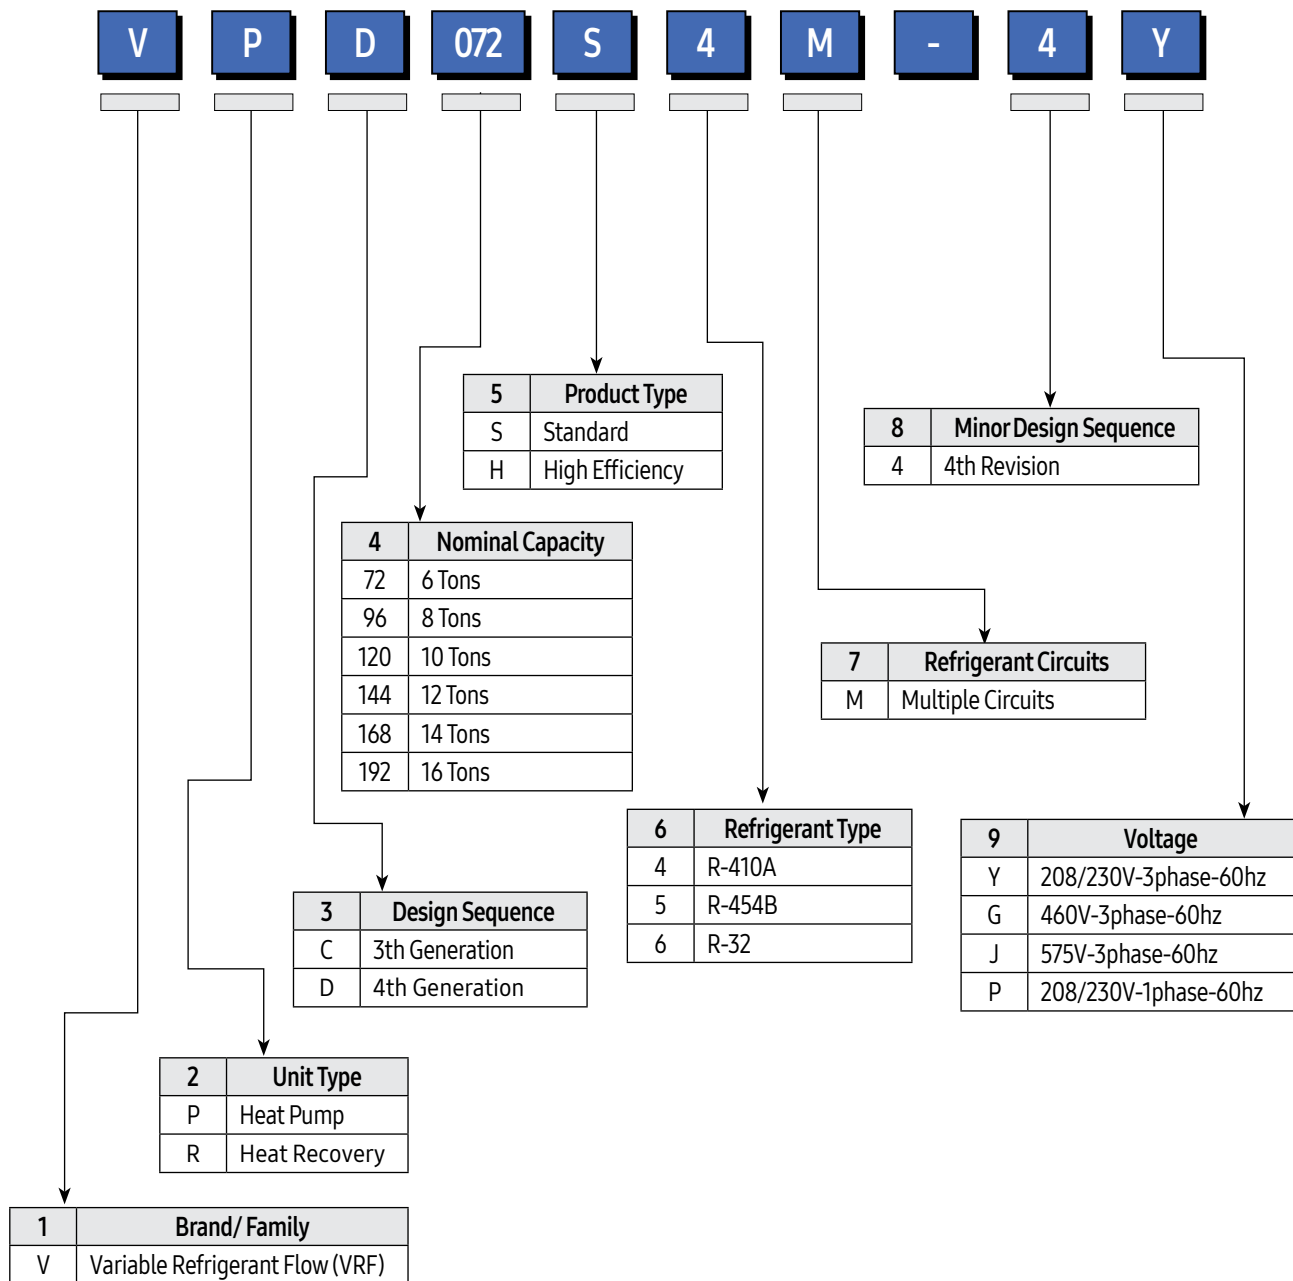 V P D 072 S 4 M - 4 Y
5 Product Type
S Standard
H High Efficiency
8 Minor Design Sequence
4 4th Revision
4 Nominal Capacity
72 6 Tons
96 8 Tons
120 10 Tons
144 12 Tons
168 14 Tons
192 16 Tons
7 Refrigerant Circuits
M Multiple Circuits
6 Refrigerant Type
4 R-410A
5 R-454B
6 R-32
9 Voltage
Y 208/230V-3phase-60hz
G 460V-3phase-60hz
J 575V-3phase-60hz
P 208/230V-1phase-60hz
3 Design Sequence
C 3th Generation
D 4th Generation
2 Unit Type
P Heat Pump
R Heat Recovery
1 Brand/ Family
V Variable Refrigerant Flow (VRF)